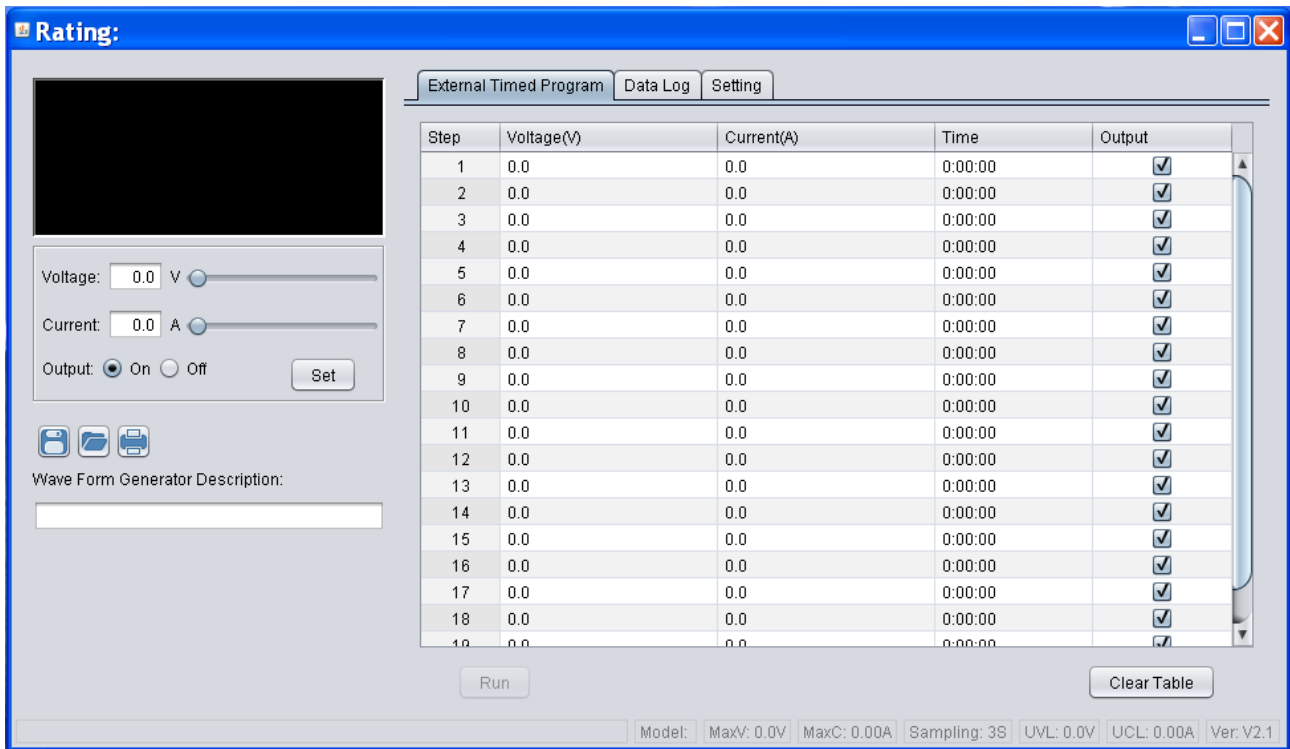 Rating:
External Timed Program Data Log Setting
Step Voltage(V) Current(A) Time Output
1 0.0 0.0 0:00:00
2 0.0 0.0 0:00:00
3 0.0 0.0 0:00:00
4 0.0 0.0 0:00:00
5 0.0 0.0 0:00:00
6 0.0 0.0 0:00:00
7 0.0 0.0 0:00:00
8 0.0 0.0 0:00:00
9 0.0 0.0 0:00:00
10 0.0 0.0 0:00:00
11 0.0 0.0 0:00:00
12 0.0 0.0 0:00:00
13 0.0 0.0 0:00:00
14 0.0 0.0 0:00:00
15 0.0 0.0 0:00:00
16 0.0 0.0 0:00:00
17 0.0 0.0 0:00:00
18 0.0 0.0 0:00:00
19 0.0 0.0 0:00:00
Voltage: 0.0 V
Current: 0.0 A
Output: On Off Set
Wave Form Generator Description:
Run Clear Table
Model: MaxV: 0.0V MaxC: 0.00A Sampling: 3S UVL: 0.0V UCL: 0.00A Ver: V2.1